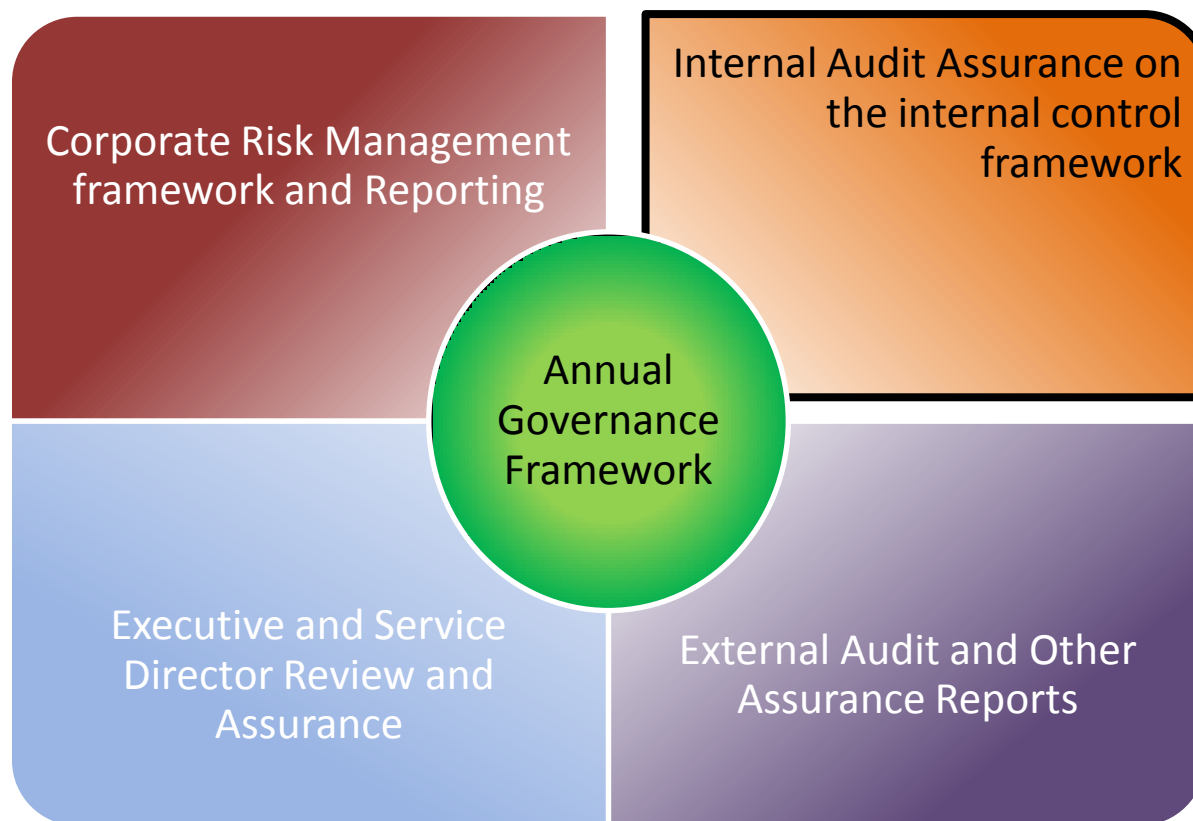 Corporate Risk Management
framework and Reporting
Internal Audit Assurance on
the internal control
framework
Annual
Governance
Framework
Executive and Service
Director Review and
Assurance
External Audit and Other
Assurance Reports